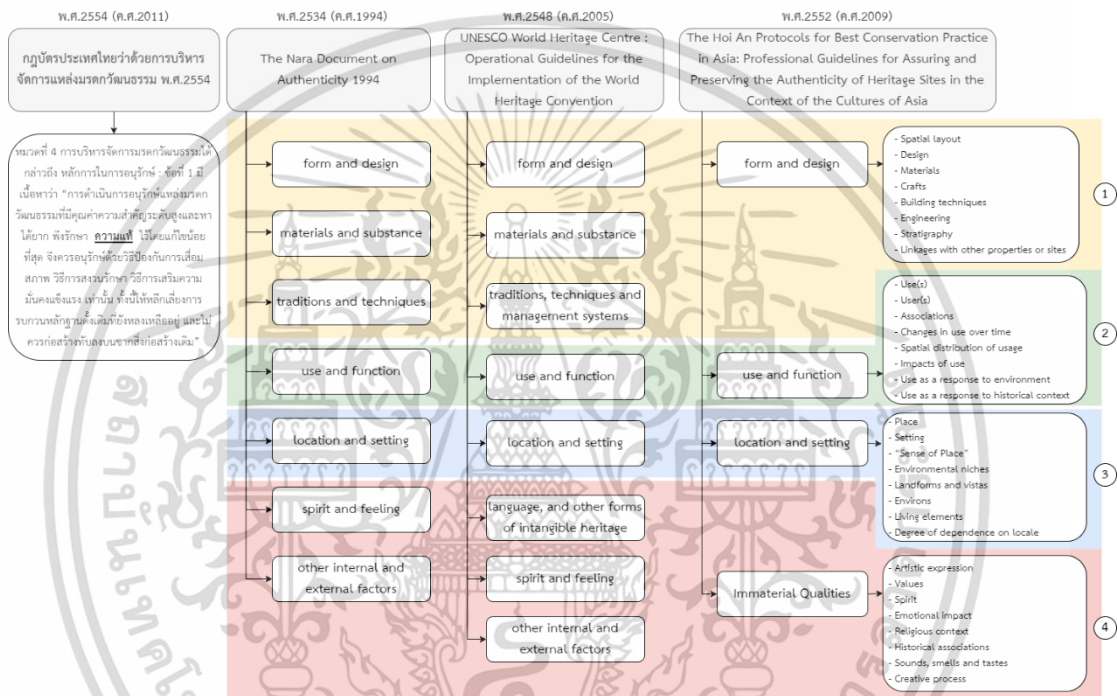 พ.ศ.2554 (ค.ศ.2011)
กฎบัตรประเทศไทยว่าด้วยการบริหาร
จัดการแหล่งมรดกวัฒนธรรม พ.ศ.2554
หมวดที่ 4 การบริหารจัดการมรดกวัฒนธรรมได้
กล่าวถึง หลักการในการอนุรักษ์ : ข้อที่ 1 มี
เนื้อหาว่า "การดำเนินการอนุรักษ์แหล่งมรดก
วัฒนธรรมที่มีคุณค่าความสำคัญระดับสูงและหา
ได้ยาก พึงรักษา ความแท้ ไว้โดยแก้ไขน้อย
ที่สุด จึงควรอนุรักษ์ด้วยวิธีป้องกันการเสื่อม
สภาพ วิธีการสงวนรักษา วิธีการเสริมความ
มั่นคงแข็งแรง เท่านั้น ทั้งนี้ให้หลีกเลี่ยงการ
รบกวนหลักฐานดั้งเดิมที่ยังหลงเหลืออยู่ และไม่
ควรก่อสร้างทับลงบนซากสิ่งก่อสร้างเดิม"
พ.ศ.2534 (ค.ศ.1994)
The Nara Document on
Authenticity 1994
form and design
materials and substance
traditions and techniques
use and function
location and setting
spirit and feeling
other internal and
external factors
พ.ศ.2548 (ค.ศ.2005)
UNESCO World Heritage Centre :
Operational Guidelines for the
Implementation of the World
Heritage Convention
form and design
materials and substance
traditions, techniques and
management systems
use and function
location and setting
language, and other forms
of intangible heritage
spirit and feeling
other internal and
external factors
พ.ศ.2552 (ค.ศ.2009)
The Hoi An Protocols for Best Conservation Practice
in Asia: Professional Guidelines for Assuring and
Preserving the Authenticity of Heritage Sites in the
Context of the Cultures of Asia
form and design
- Spatial layout
- Design
- Materials
- Crafts
- Building techniques
- Engineering
- Stratigraphy
- Linkages with other properties or sites
1
use and function
- Use(s)
- User(s)
- Associations
- Changes in use over time
- Spatial distribution of usage
- Impacts of use
- Use as a response to environment
- Use as a response to historical context
2
location and setting
- Place
- Setting
- "Sense of Place"
- Environmental niches
- Landforms and vistas
- Environs
- Living elements
- Degree of dependence on locale
3
Immaterial Qualities
- Artistic expression
- Values
- Spirit
- Emotional impact
- Religious context
- Historical associations
- Sounds, smells and tastes
- Creative process
4